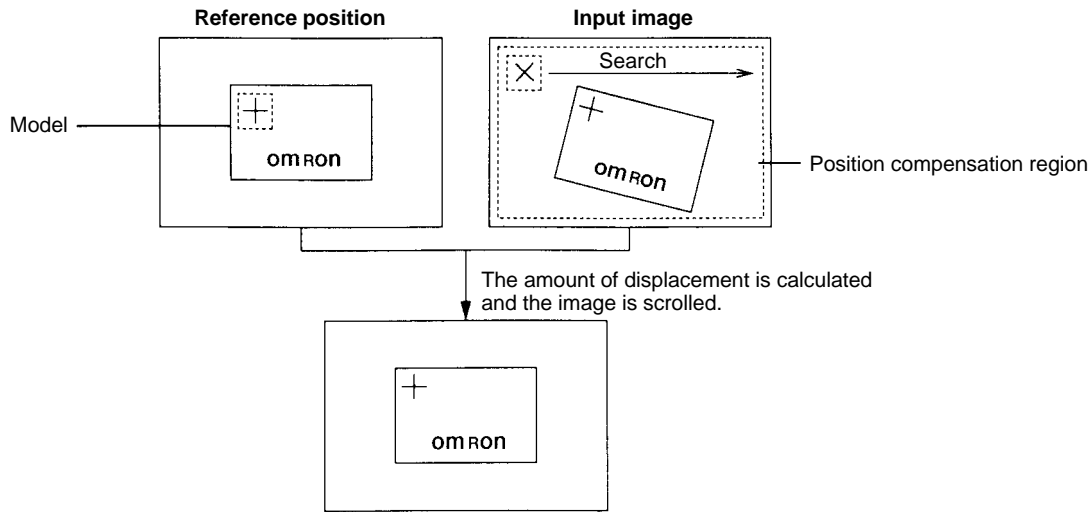 Reference position
Input image
Search
Model
omRon
omRon
Position compensation region
The amount of displacement is calculated
and the image is scrolled.
omRon